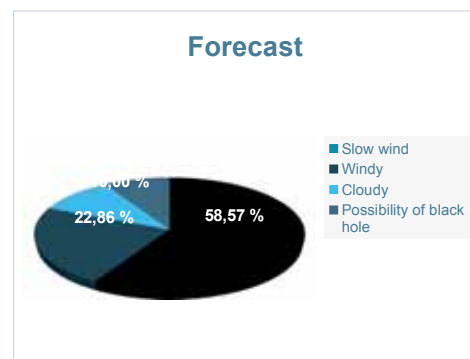 Forecast
58,57 %
22,86 %
Slow wind
Windy
Cloudy
Possibility of black
hole